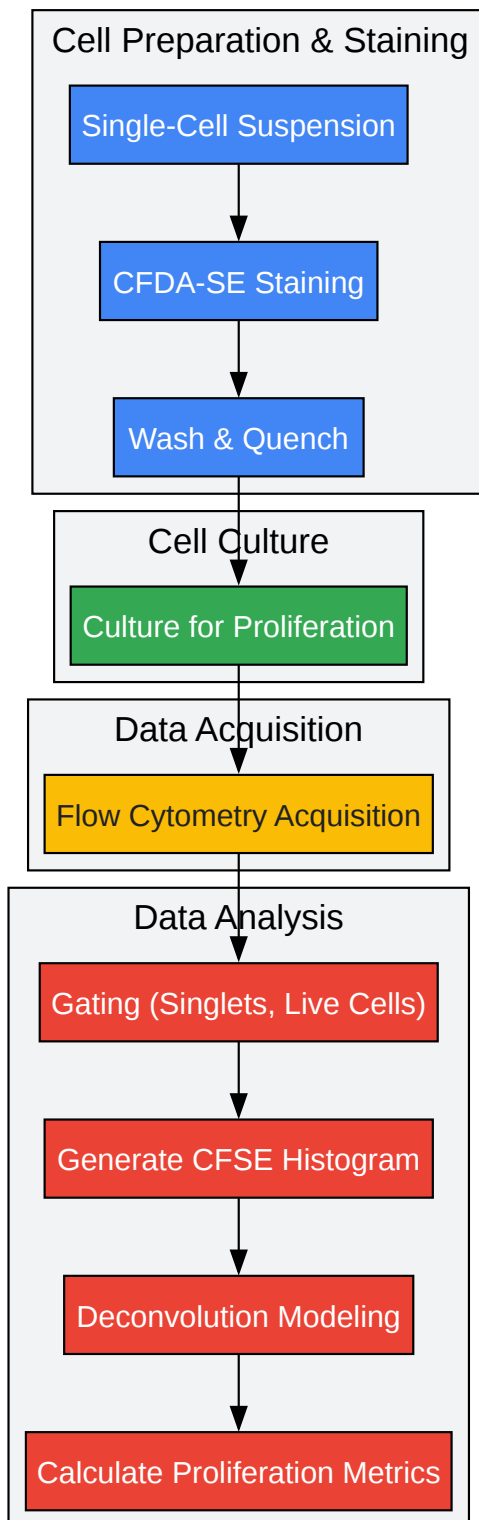 Cell Preparation & Staining
Single-Cell Suspension
CFDA-SE Staining
Wash & Quench
Cell Culture
Culture for Proliferation
Data Acquisition
Flow Cytometry Acquisition
Data Analysis
Gating (Singlets, Live Cells)
Generate CFSE Histogram
Deconvolution Modeling
Calculate Proliferation Metrics